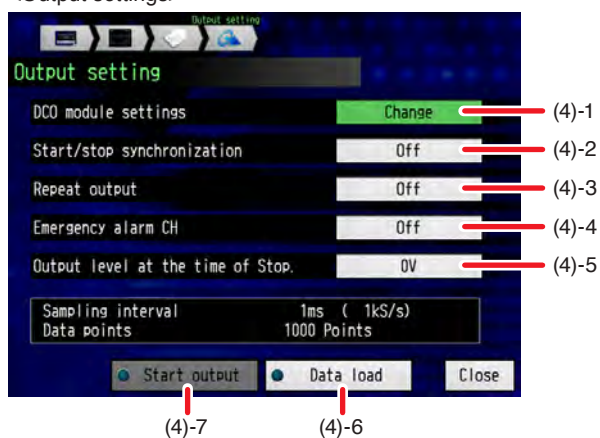 Output setting
Output setting
DCO module settings Change (4)-1
Start/stop synchronization Off (4)-2
Repeat output Off (4)-3
Emergency alarm CH Off (4)-4
Output level at the time of Stop. 0V (4)-5
Sampling interval 1ms ( 1kS/s)
Data points 1000 Points
Start output Data load Close
(4)-7 (4)-6